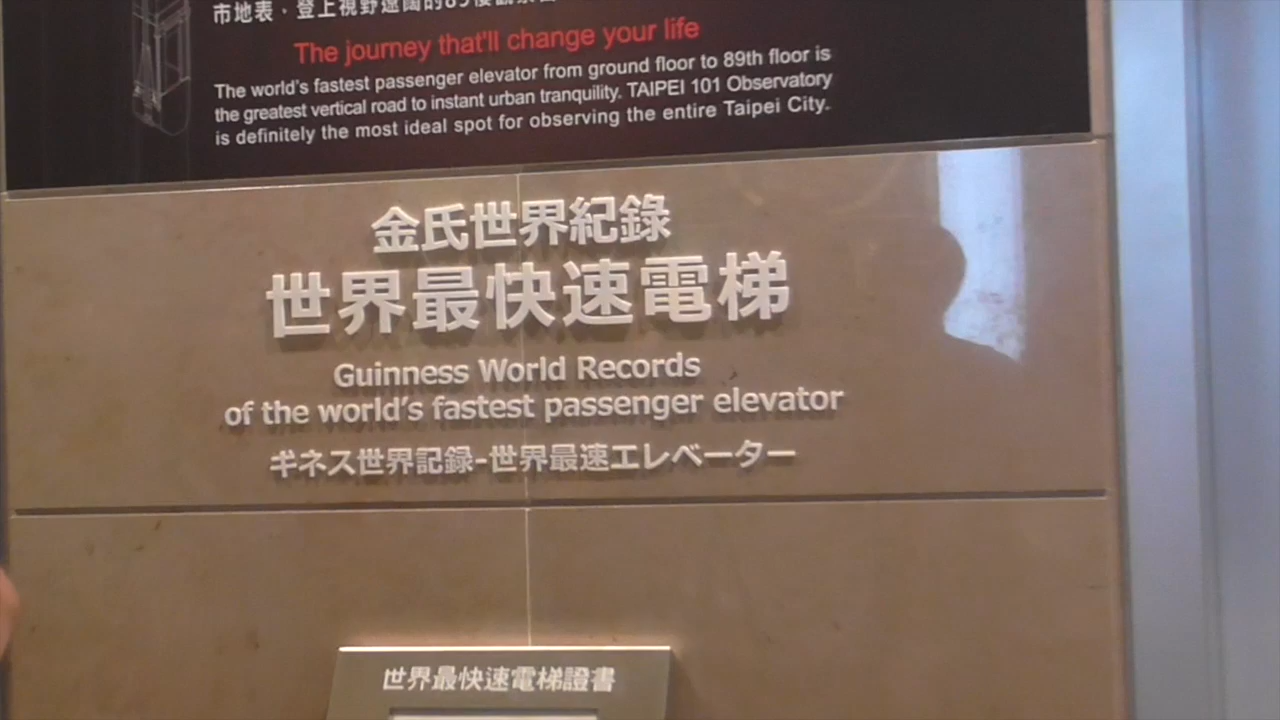 市地表，登上視野遼闊的89樓觀景
The journey that'll change your life
The world's fastest passenger elevator from ground floor to 89th floor is
the greatest vertical road to instant urban tranquility. TAIPEI 101 Observatory
is definitely the most ideal spot for observing the entire Taipei City.
金氏世界紀錄
世界最快速電梯
Guinness World Records
of the world's fastest passenger elevator
ギネス世界記録-世界最速エレベーター
世界最快速電梯證書